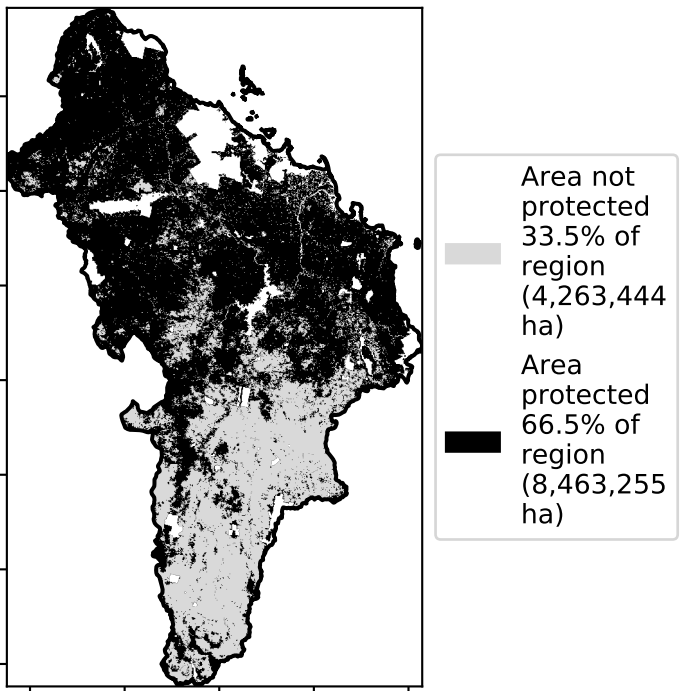 Area not
protected
33.5% of
region
(4,263,444
ha)
Area
protected
66.5% of
region
(8,463,255
ha)